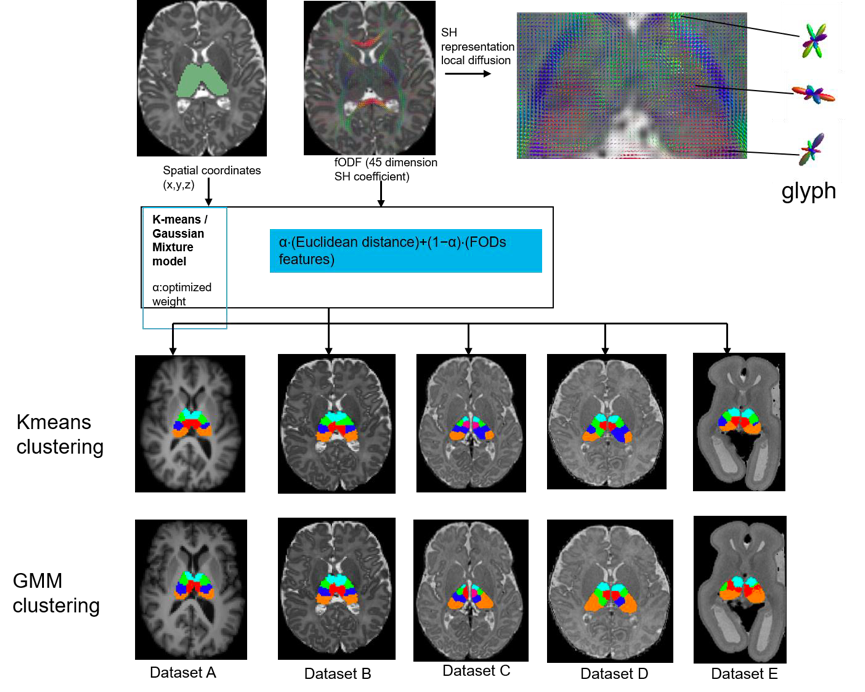 SH
representation
local diffusion
glyph
Spatial coordinates
(x,y,z)
fODF (45 dimension
SH coefficient)
K-means /
Gaussian
Mixture
model
α:optimized
weight
α·(Euclidean distance)+(1−α)·(FODs
features)
Kmeans
clustering
GMM
clustering
Dataset A
Dataset B
Dataset C
Dataset D
Dataset E